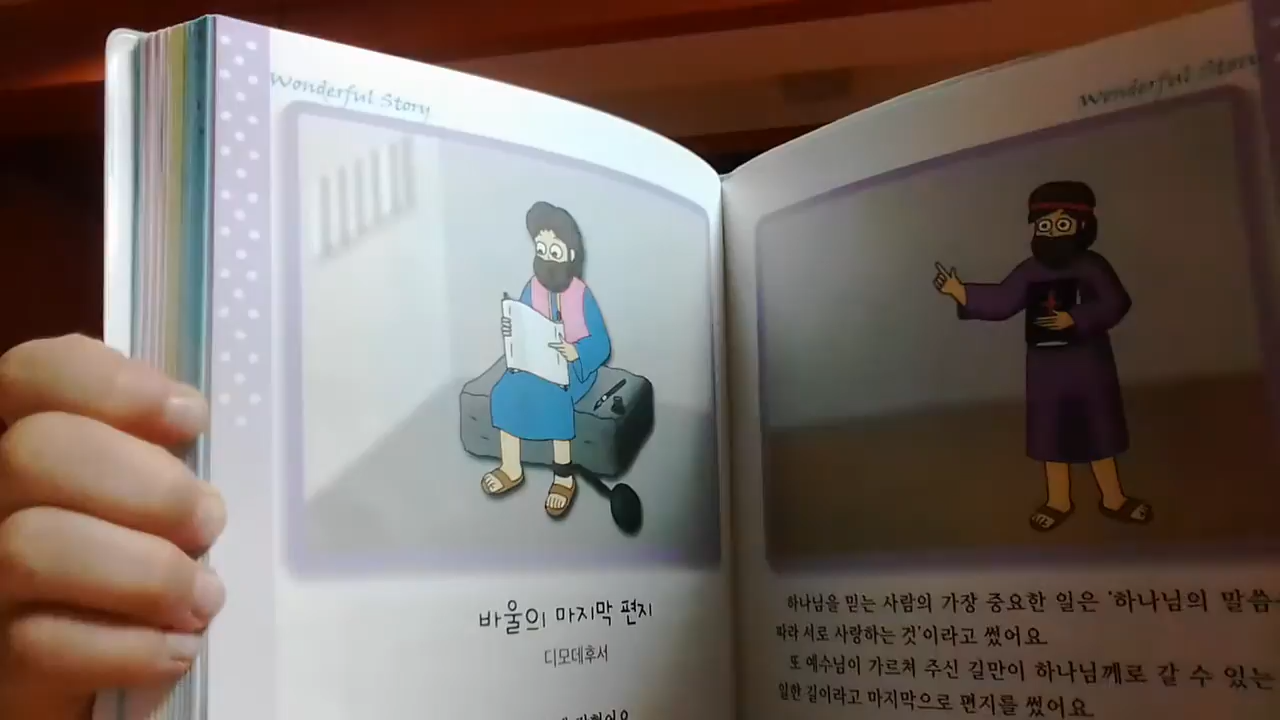 Wonderful Story
바울의 마지막 편지
디모데후서
Wonderful Story
하나님을 믿는 사람의 가장 중요한 일은 '하나님의 말씀
따라 서로 사랑하는 것'이라고 썼어요.
또 예수님이 가르쳐 주신 길만이 하나님께로 갈 수 있는
일한 길이라고 마지막으로 편지를 썼어요.